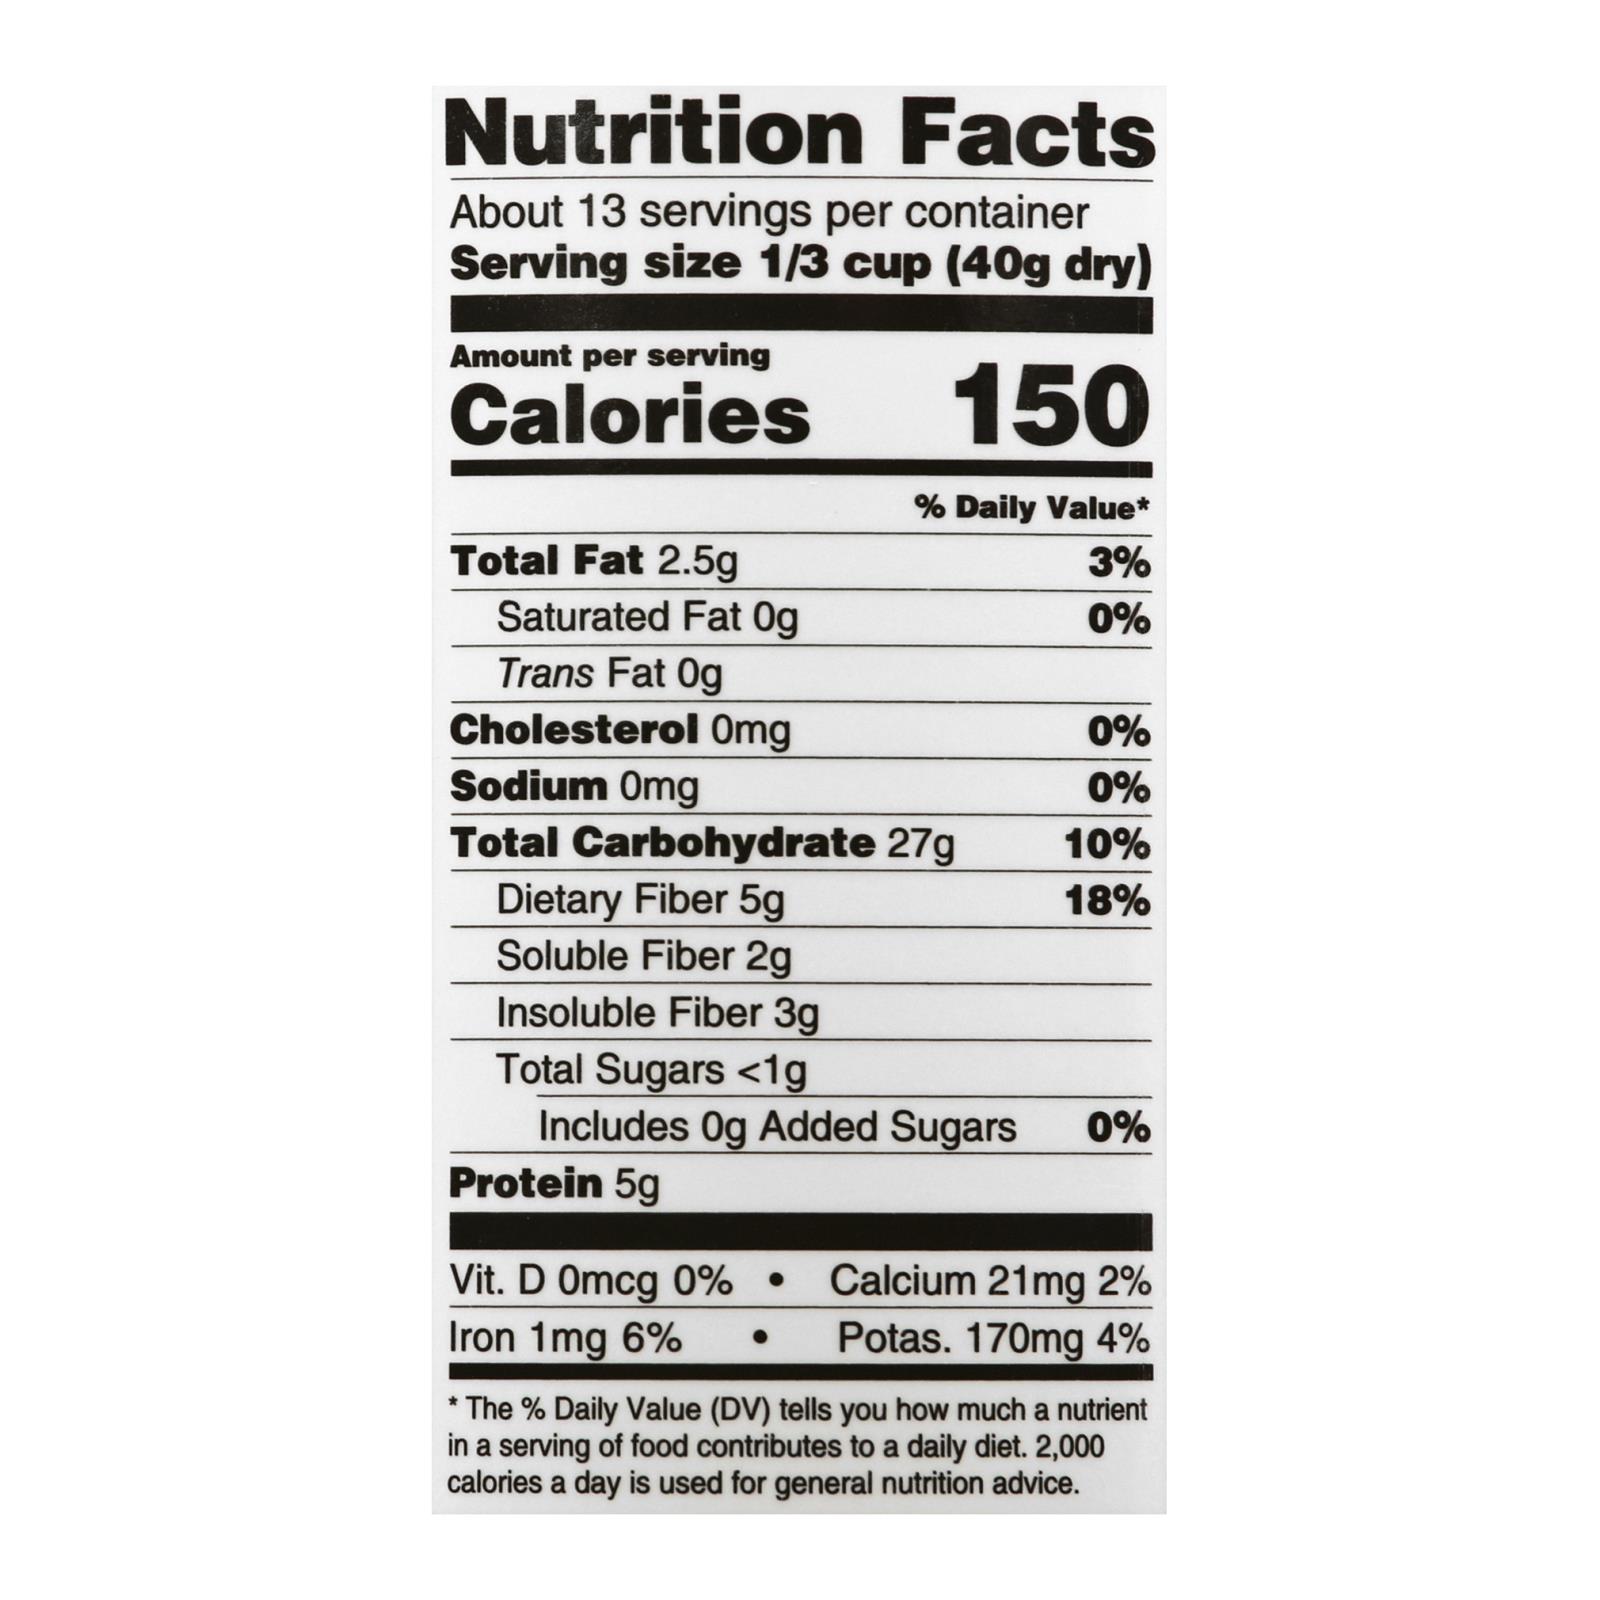 Nutrition Facts
About 13 servings per container
Serving size 1/3 cup (40g dry)
Amount per serving
Calories 150
% Daily Value*
Total Fat 2.5g 3%
Saturated Fat 0g 0%
Trans Fat 0g
Cholesterol 0mg 0%
Sodium 0mg 0%
Total Carbohydrate 27g 10%
Dietary Fiber 5g 18%
Soluble Fiber 2g
Insoluble Fiber 3g
Total Sugars <1g
Includes 0g Added Sugars 0%
Protein 5g
Vit. D 0mcg 0% • Calcium 21mg 2%
Iron 1mg 6% • Potas. 170mg 4%
* The % Daily Value (DV) tells you how much a nutrient
in a serving of food contributes to a daily diet. 2,000
calories a day is used for general nutrition advice.